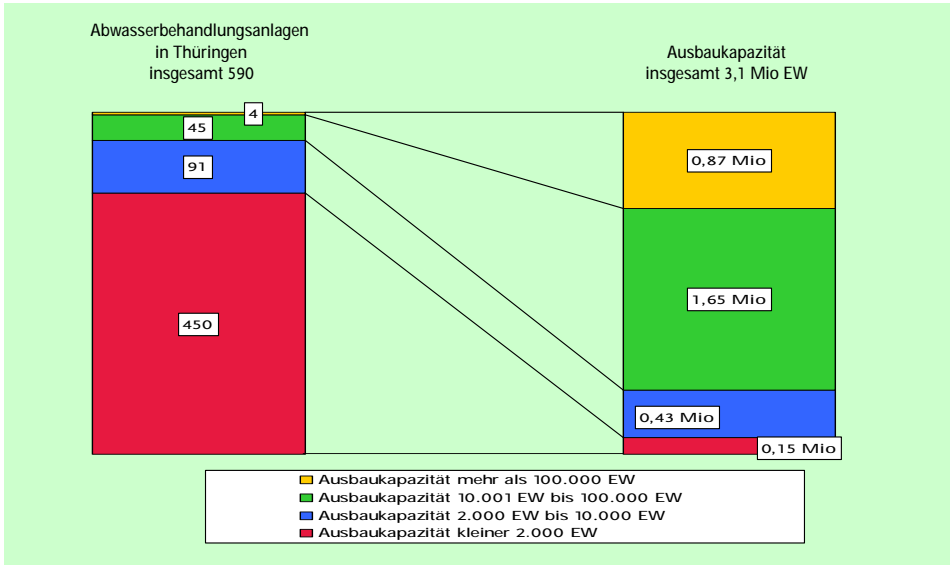 Abwasserbehandlungsanlagen
in Thüringen
insgesamt 590
Ausbaukapazität
insgesamt 3,1 Mio EW
4
45
91
450
0,87 Mio
1,65 Mio
0,43 Mio
0,15 Mio
Ausbaukapazität mehr als 100.000 EW
Ausbaukapazität 10.001 EW bis 100.000 EW
Ausbaukapazität 2.000 EW bis 10.000 EW
Ausbaukapazität kleiner 2.000 EW